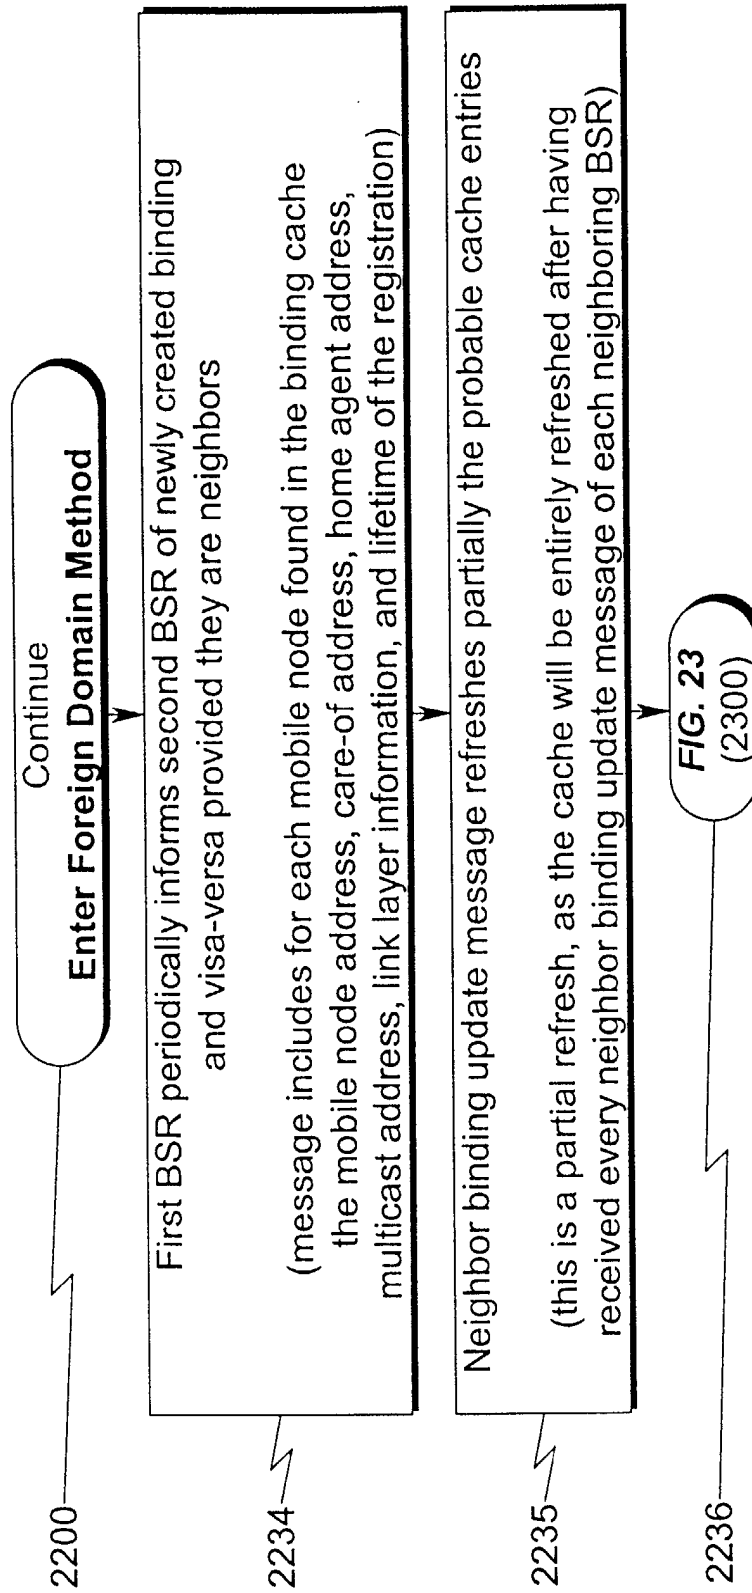 2200
Continue
Enter Foreign Domain Method
2234
First BSR periodically informs second BSR of newly created binding
and visa-versa provided they are neighbors
(message includes for each mobile node found in the binding cache
the mobile node address, care-of address, home agent address,
multicast address, link layer information, and lifetime of the registration)
2235
Neighbor binding update message refreshes partially the probable cache entries
(this is a partial refresh, as the cache will be entirely refreshed after having
received every neighbor binding update message of each neighboring BSR)
2236
FIG. 23
(2300)